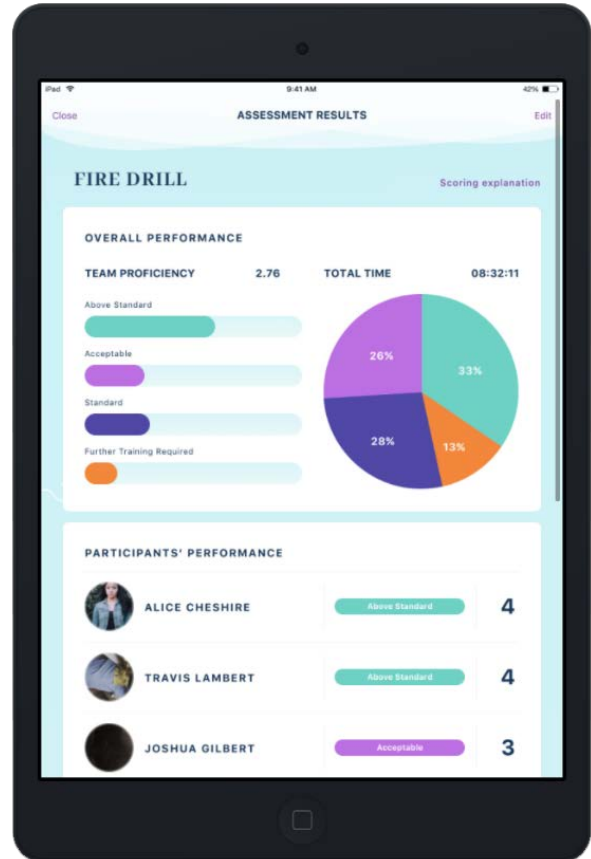 iPad 9:41 AM 42%
Close ASSESSMENT RESULTS Edit
FIRE DRILL
Scoring explanation
OVERALL PERFORMANCE
TEAM PROFICIENCY 2.76 TOTAL TIME 08:32:11
Above Standard
Acceptable
Standard
Further Training Required
26%
33%
28%
13%
PARTICIPANTS' PERFORMANCE
ALICE CHESHIRE Above Standard 4
TRAVIS LAMBERT Above Standard 4
JOSHUA GILBERT Acceptable 3